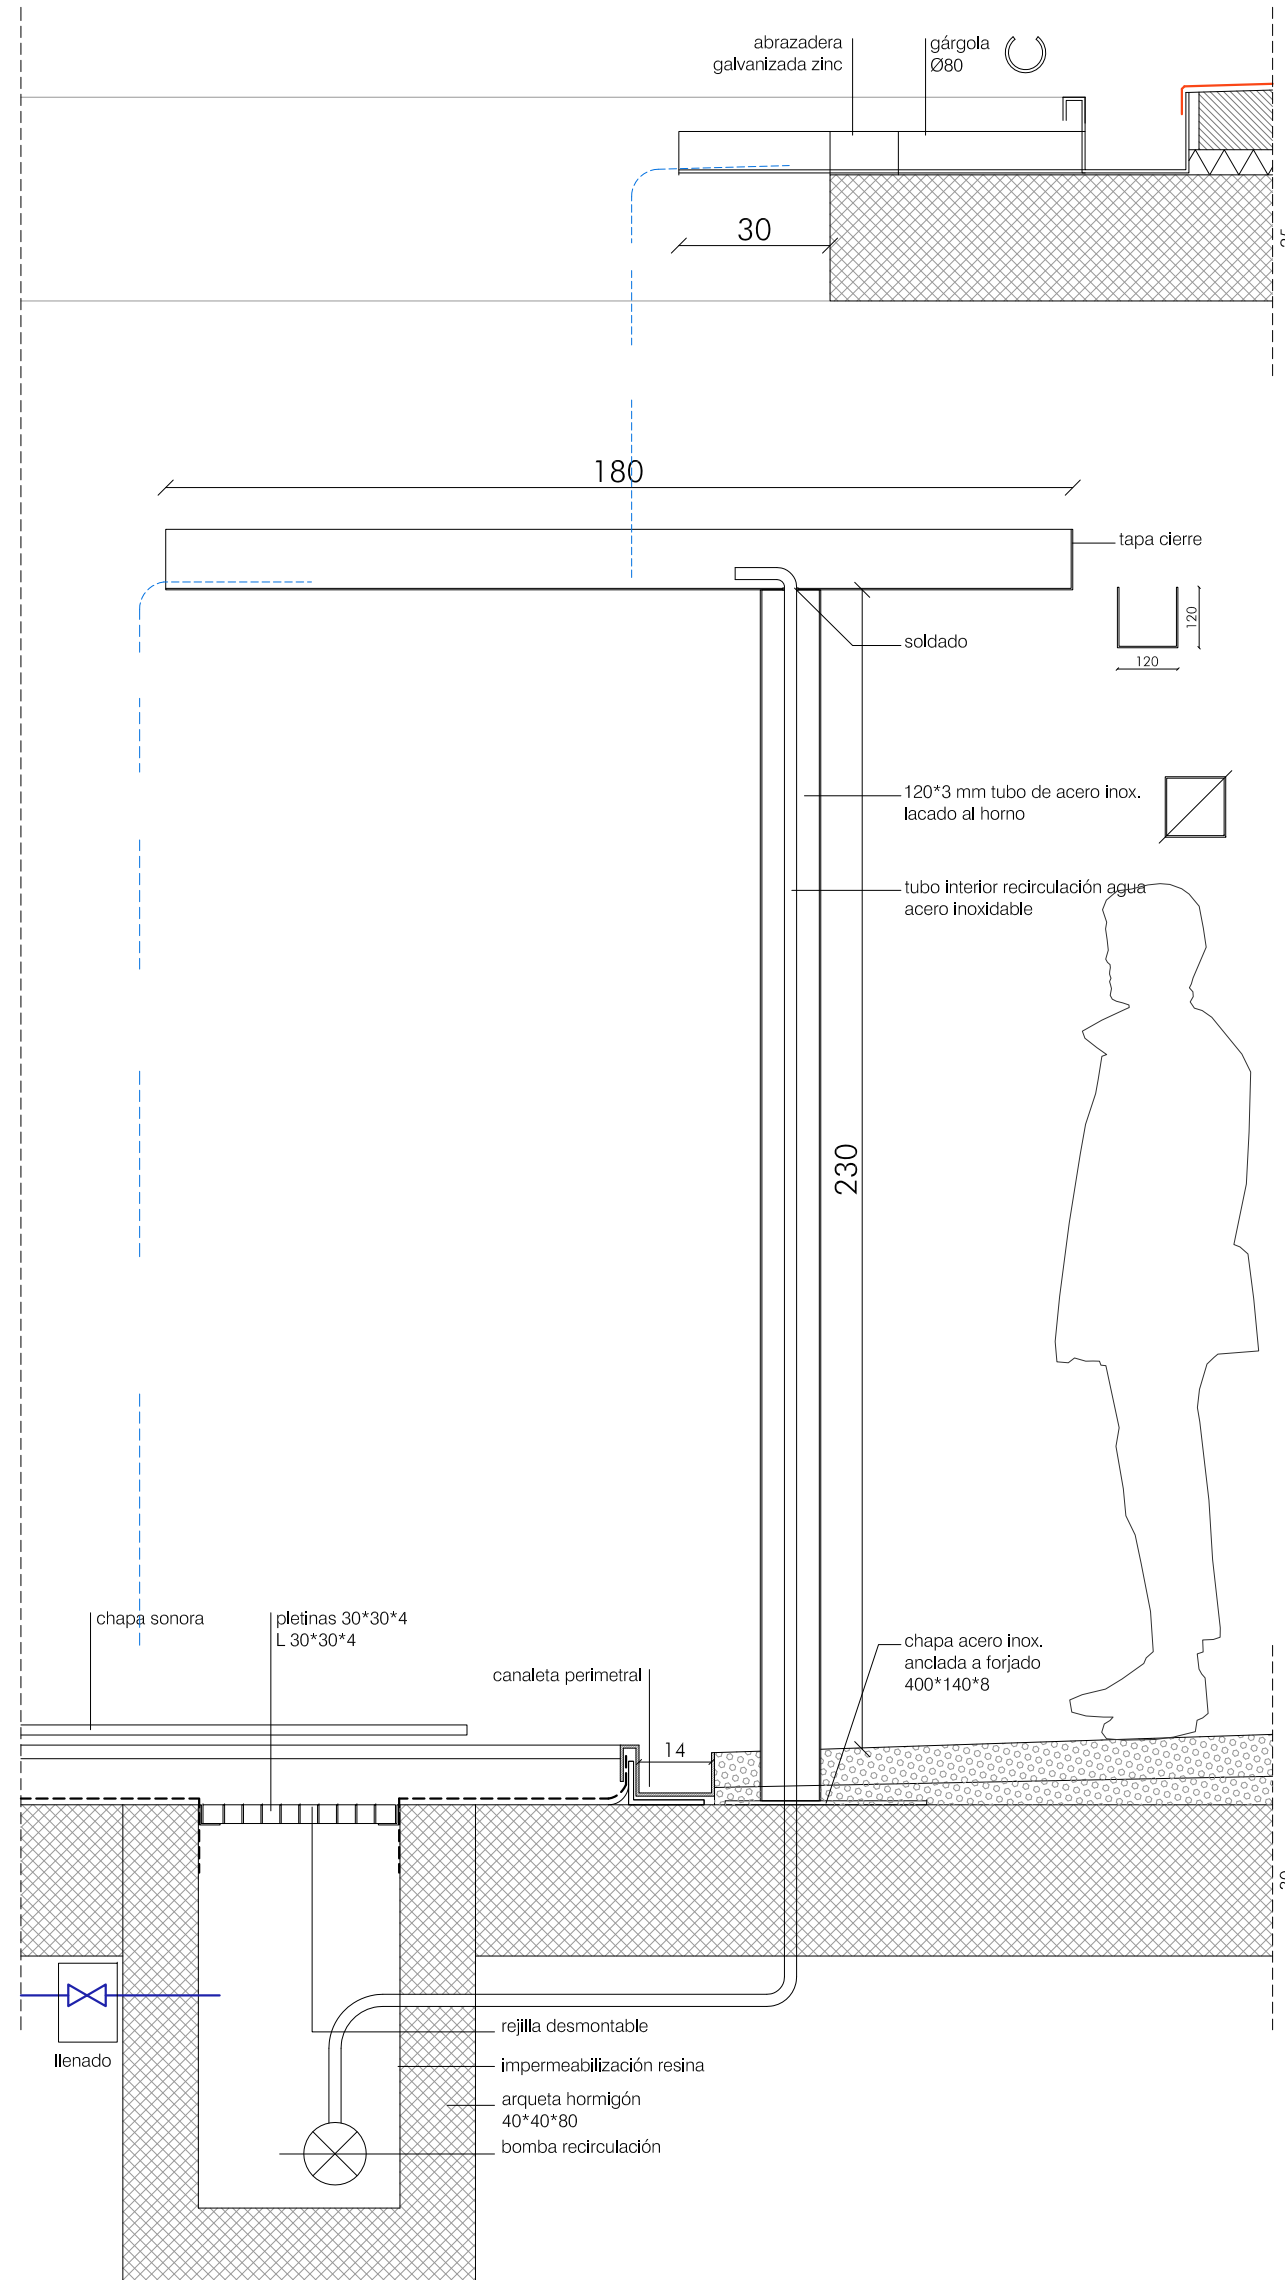 abrazadera
galvanizada zinc
gárgola
Ø80
30
180
tapa cierre
120
120
soldado
120*3 mm tubo de acero inox.
lacado al horno
tubo interior recirculación agua
acero inoxidable
230
chapa sonora
pletinas 30*30*4
L 30*30*4
canaleta perimetral
chapa acero inox.
anclada a forjado
400*140*8
14
llenado
rejilla desmontable
impermeabilización resina
arqueta hormigón
40*40*80
bomba recirculación